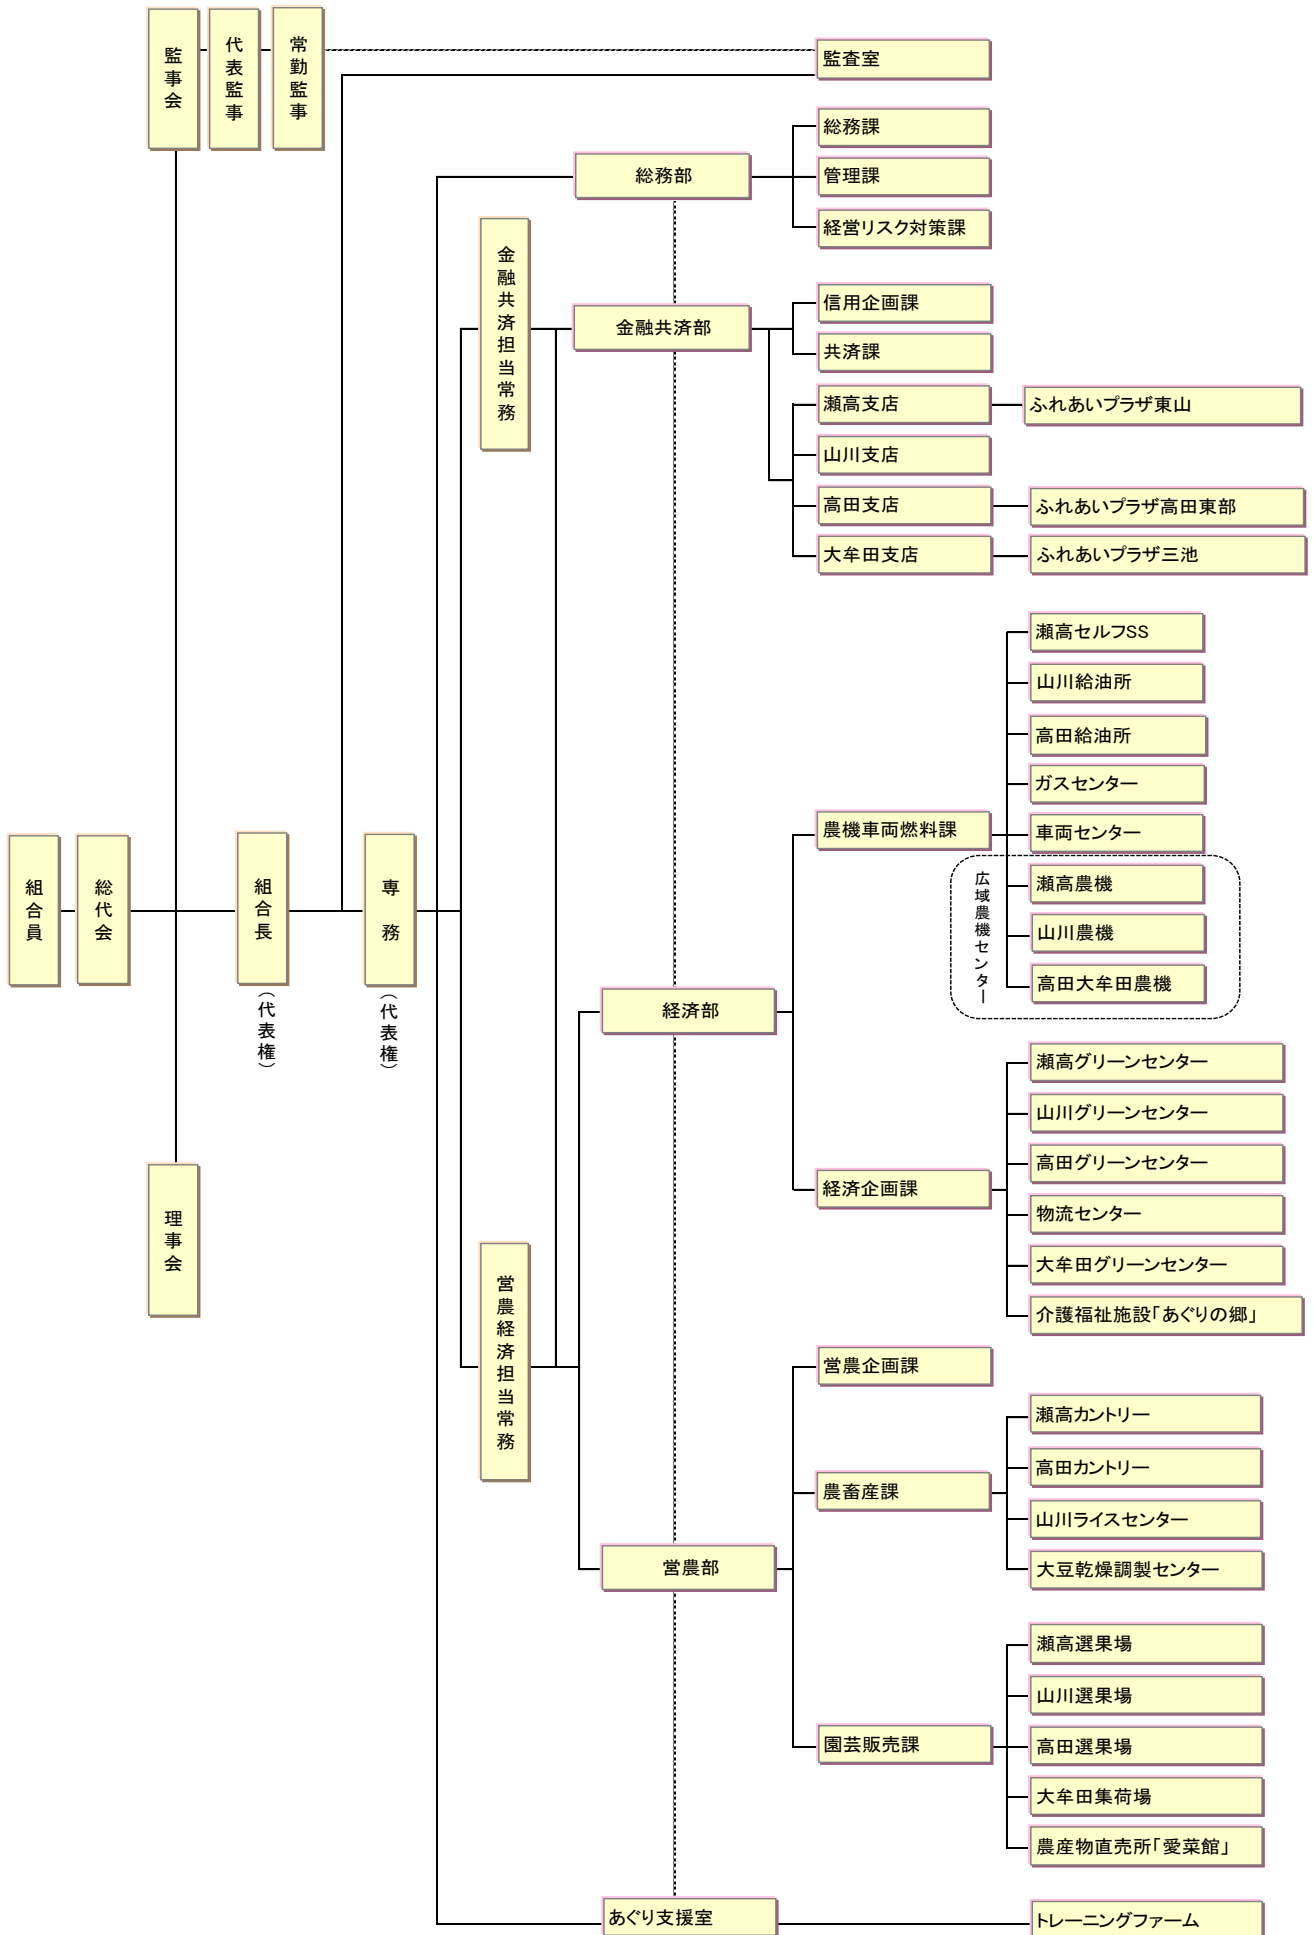 監事会
代表監事
常勤監事
監査室
総務部
総務課
管理課
経営リスク対策課
金融共済担当常務
金融共済部
信用企画課
共済課
瀬高支店
ふれあいプラザ東山
山川支店
高田支店
ふれあいプラザ高田東部
大牟田支店
ふれあいプラザ三池
組合員
総代会
組合長
(代表権)
専務
(代表権)
理事会
営農経済担当常務
経済部
農機車両燃料課
瀬高セルフSS
山川給油所
高田給油所
ガスセンター
車両センター
広域農機センター
瀬高農機
山川農機
高田大牟田農機
経済企画課
瀬高グリーンセンター
山川グリーンセンター
高田グリーンセンター
物流センター
大牟田グリーンセンター
介護福祉施設「あぐりの郷」
営農部
営農企画課
農畜産課
瀬高カントリー
高田カントリー
山川ライスセンター
大豆乾燥調製センター
園芸販売課
瀬高選果場
山川選果場
高田選果場
大牟田集荷場
農産物直売所「愛菜館」
あぐり支援室
トレーニングファーム